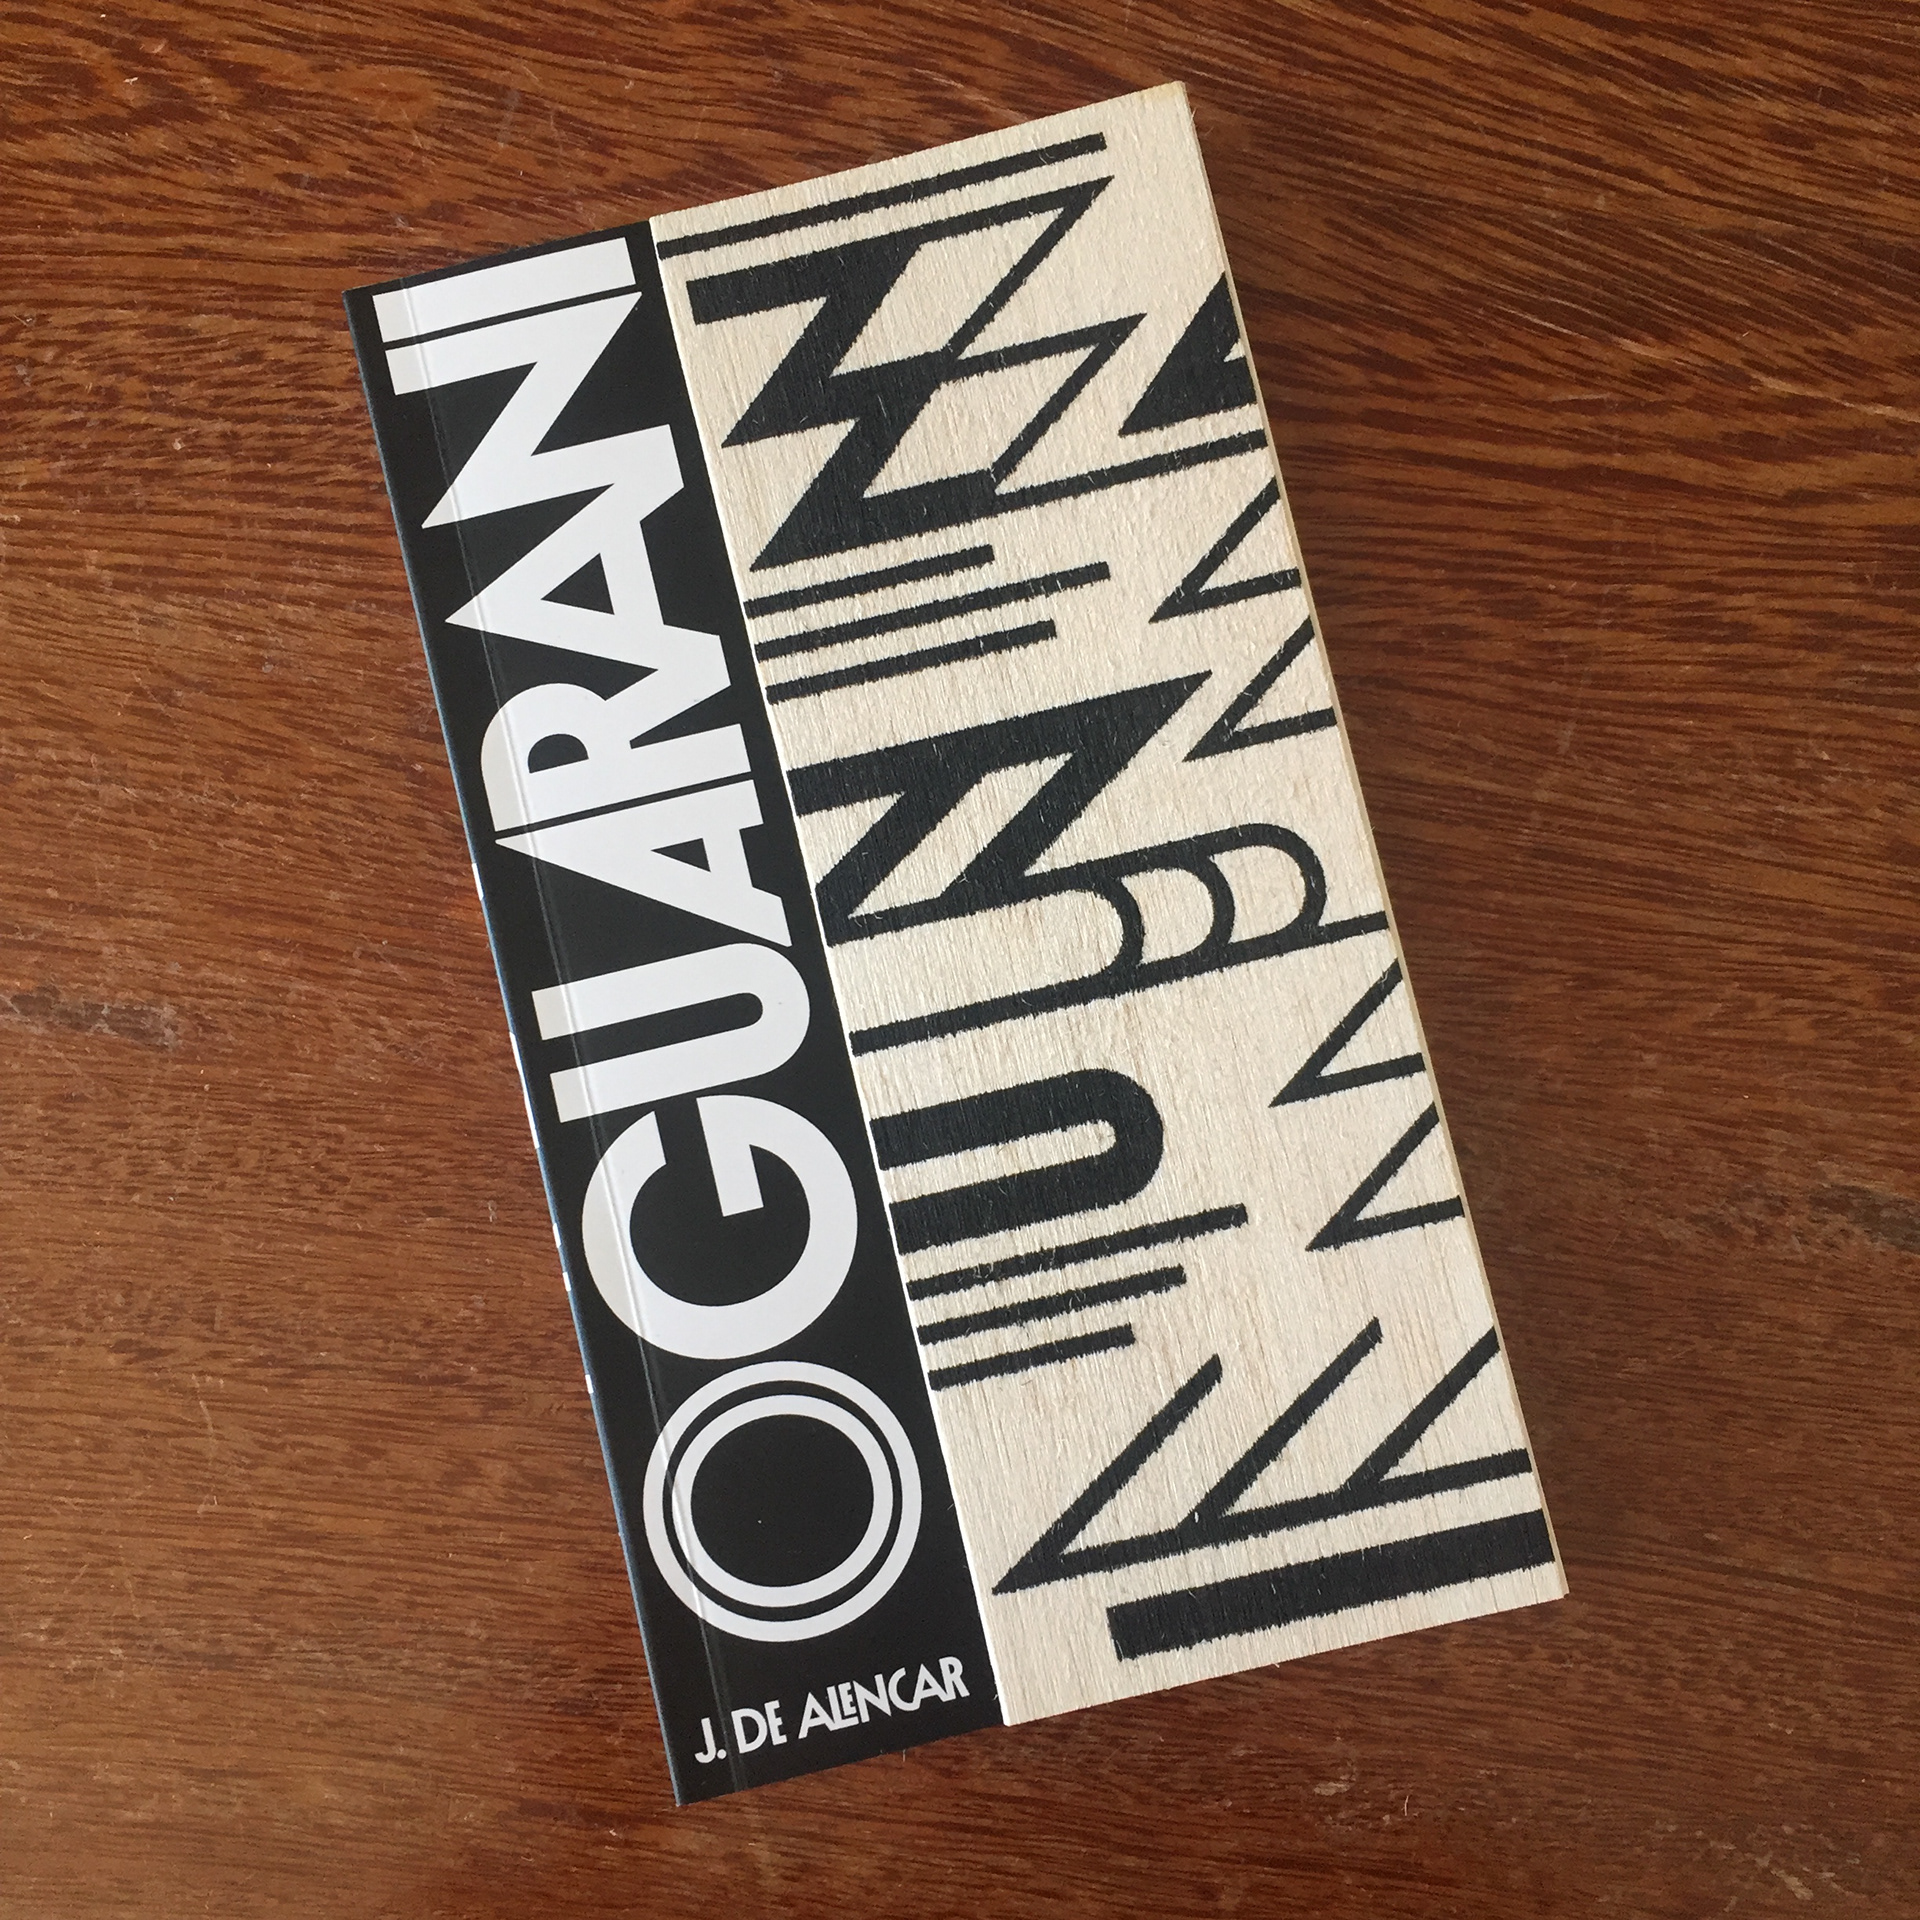 O GUARANI
J. DE ALENCAR